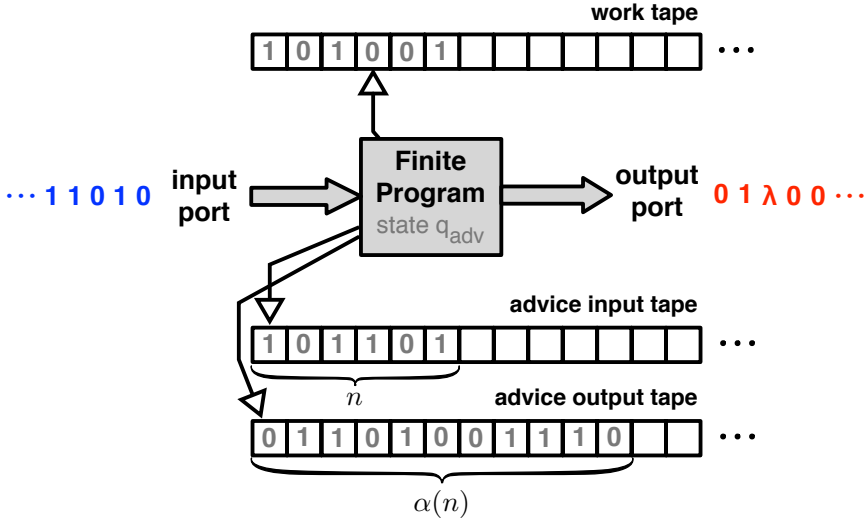 work tape
1 0 1 0 0 1 ···
Finite
Program
state q_adv
··· 1 1 0 1 0
input
port
output
port
0 1 λ 0 0 ···
advice input tape
1 0 1 1 0 1 ···
n
advice output tape
0 1 1 0 1 0 0 1 1 1 0 ···
α(n)